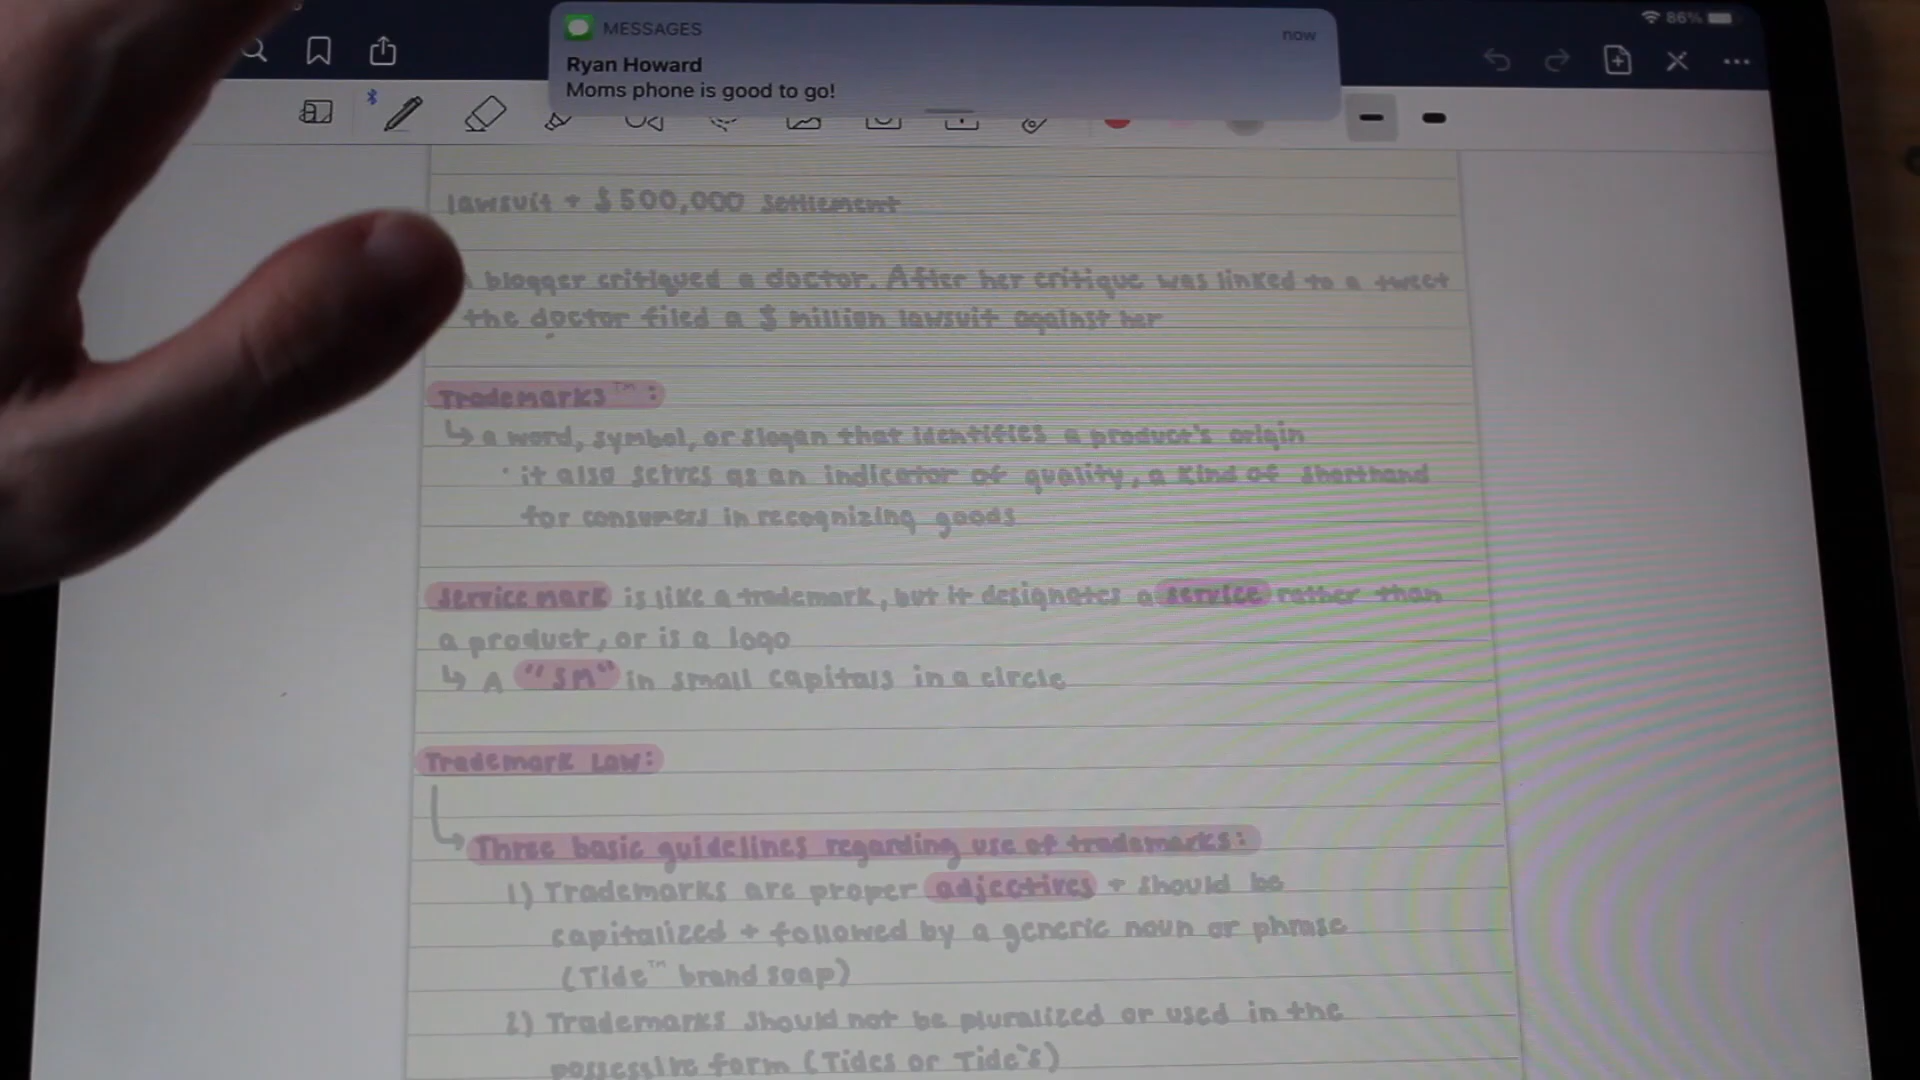 86%
MESSAGES
now
Ryan Howard
Moms phone is good to go!
lawsuit + $500,000 settlement
blogger critiqued a doctor. After her critique was linked to a tweet
the doctor filed a $ million lawsuit against her
Trademarks™:
↳ a word, symbol, or slogan that identifies a product's origin
· it also serves as an indicator of quality, a kind of shorthand
for consumers in recognizing goods
Service mark is like a trademark, but it designates a service rather than
a product, or is a logo
↳ A "SM" in small capitals in a circle
Trademark Law:
↳ Three basic guidelines regarding use of trademarks:
1) Trademarks are proper adjectives + should be
capitalized + followed by a generic noun or phrase
(Tide™ brand soap)
2) Trademarks should not be pluralized or used in the
possessive form (Tides or Tide's)